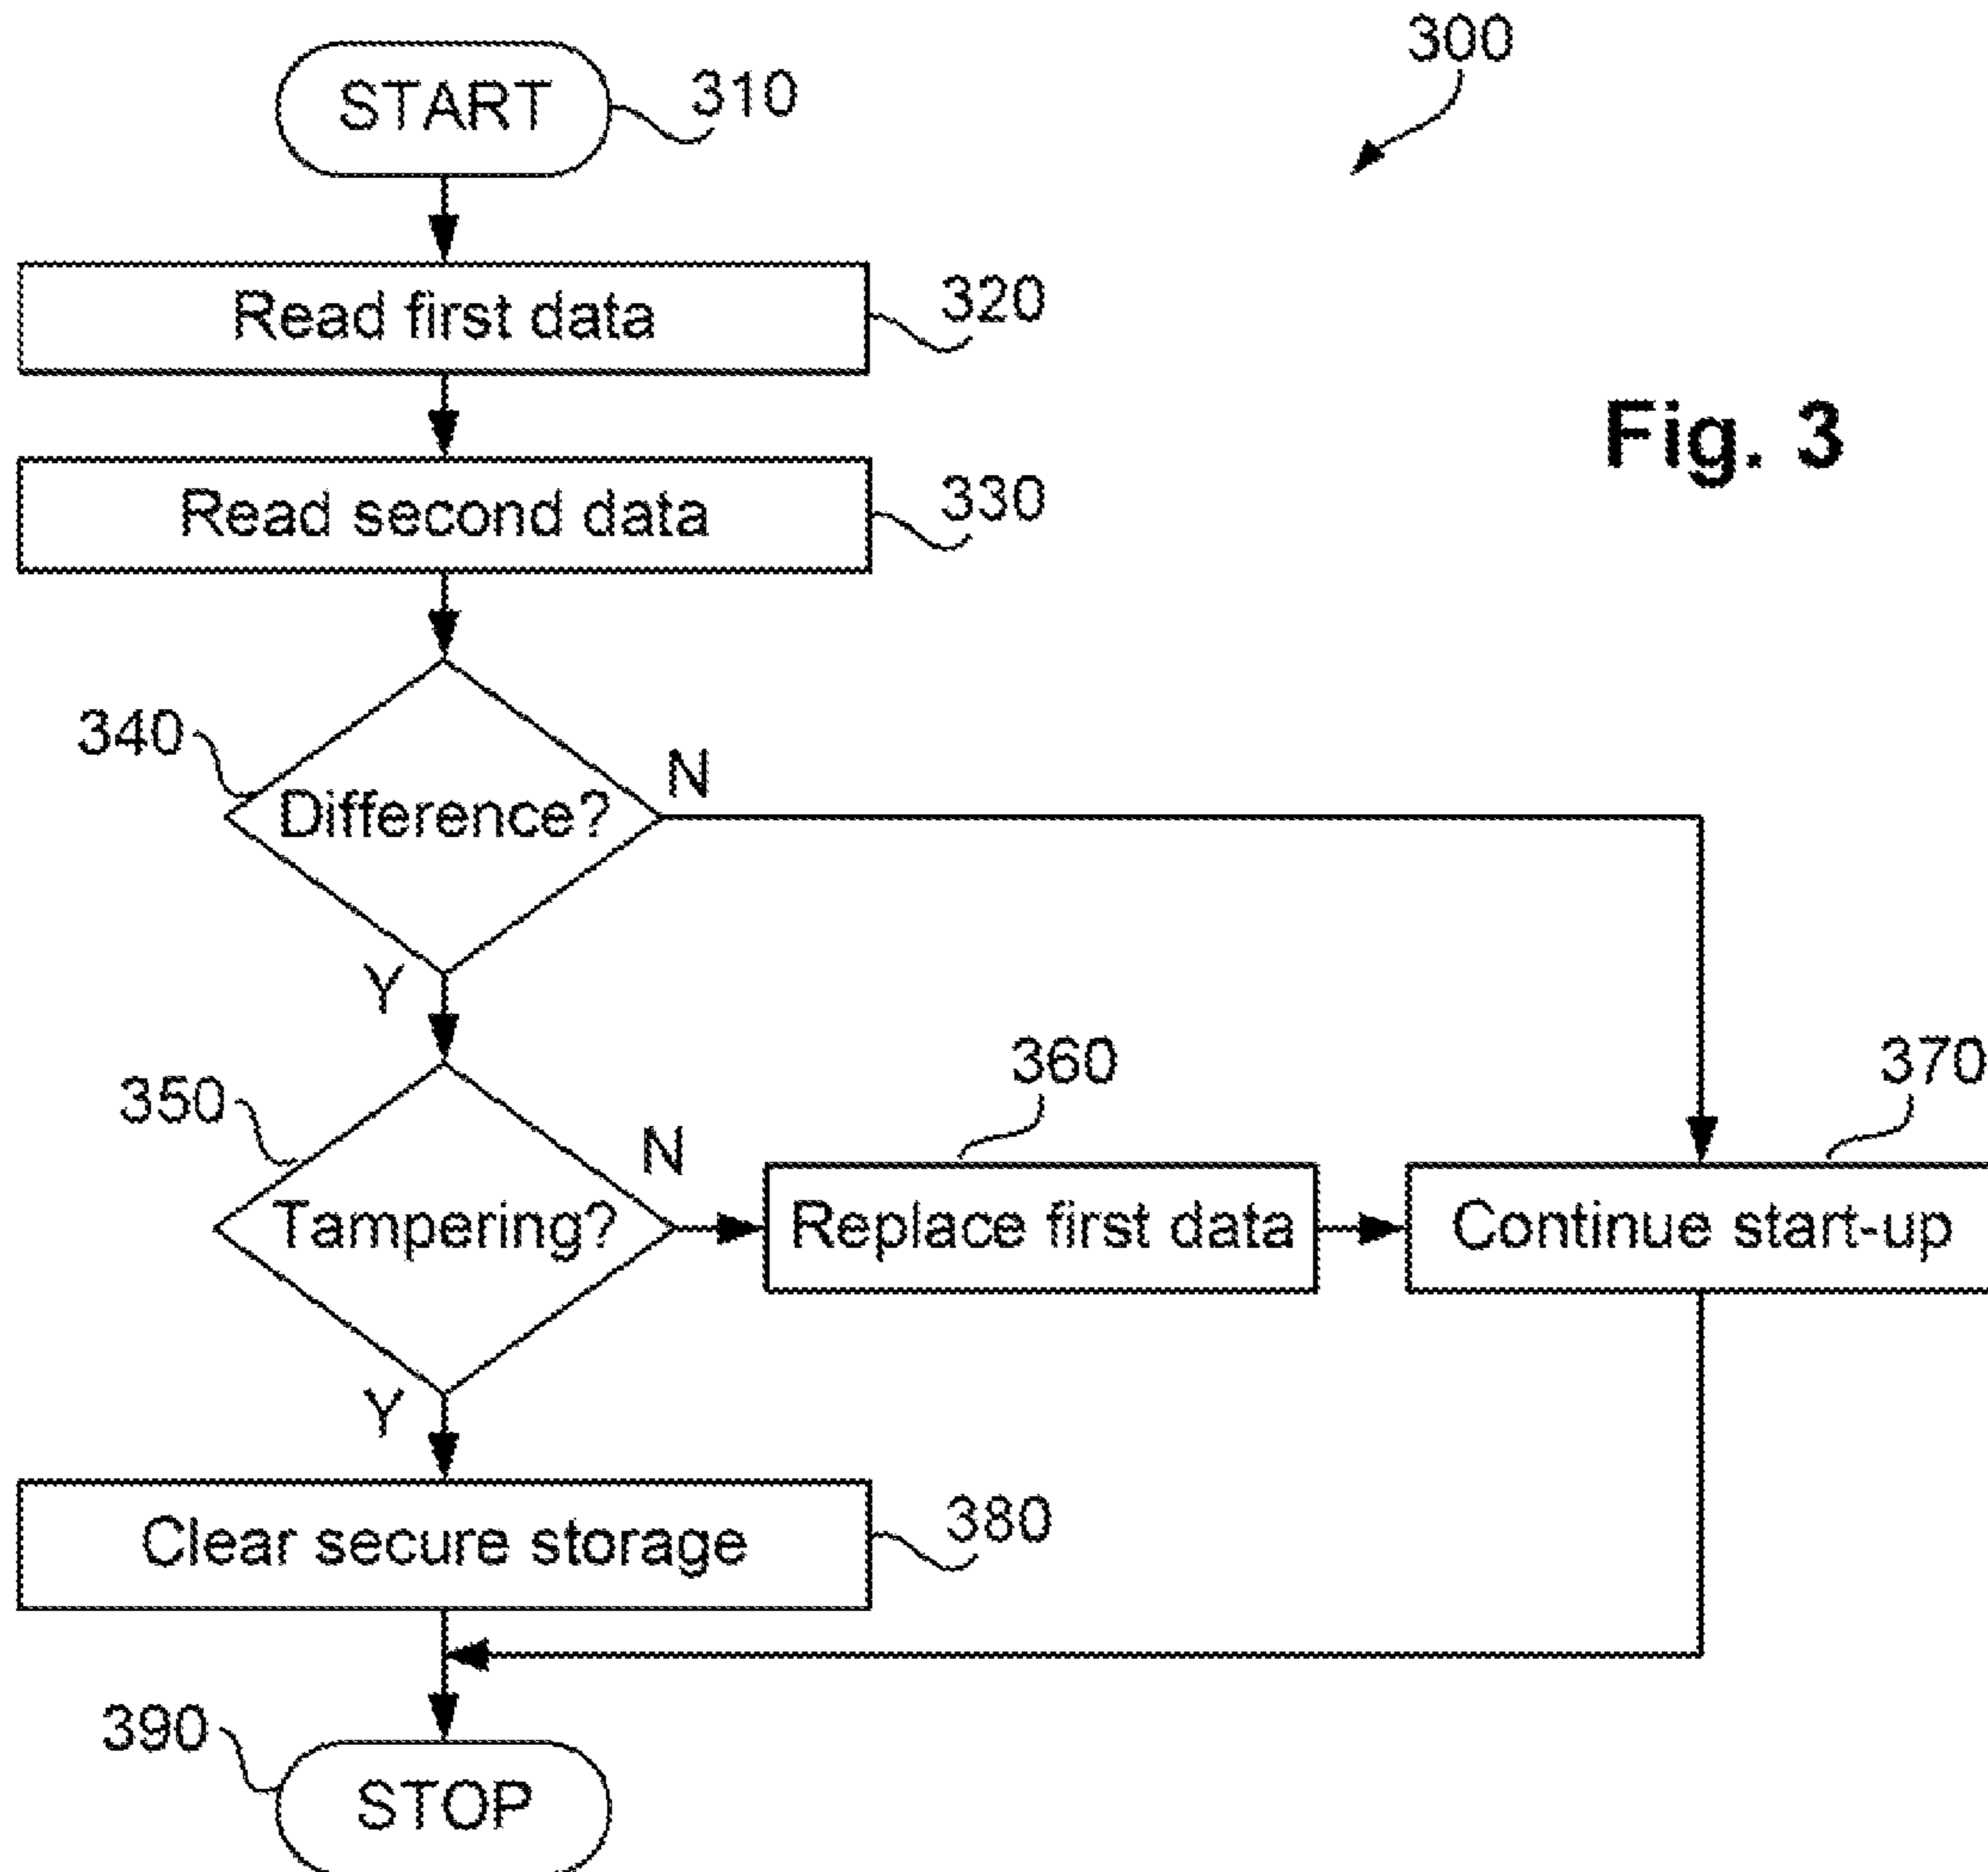 300
START
310
Read first data
320
Fig. 3
Read second data
330
340
Difference?
N
Y
350
Tampering?
N
360
Replace first data
370
Continue start-up
Y
Clear secure storage
380
390
STOP